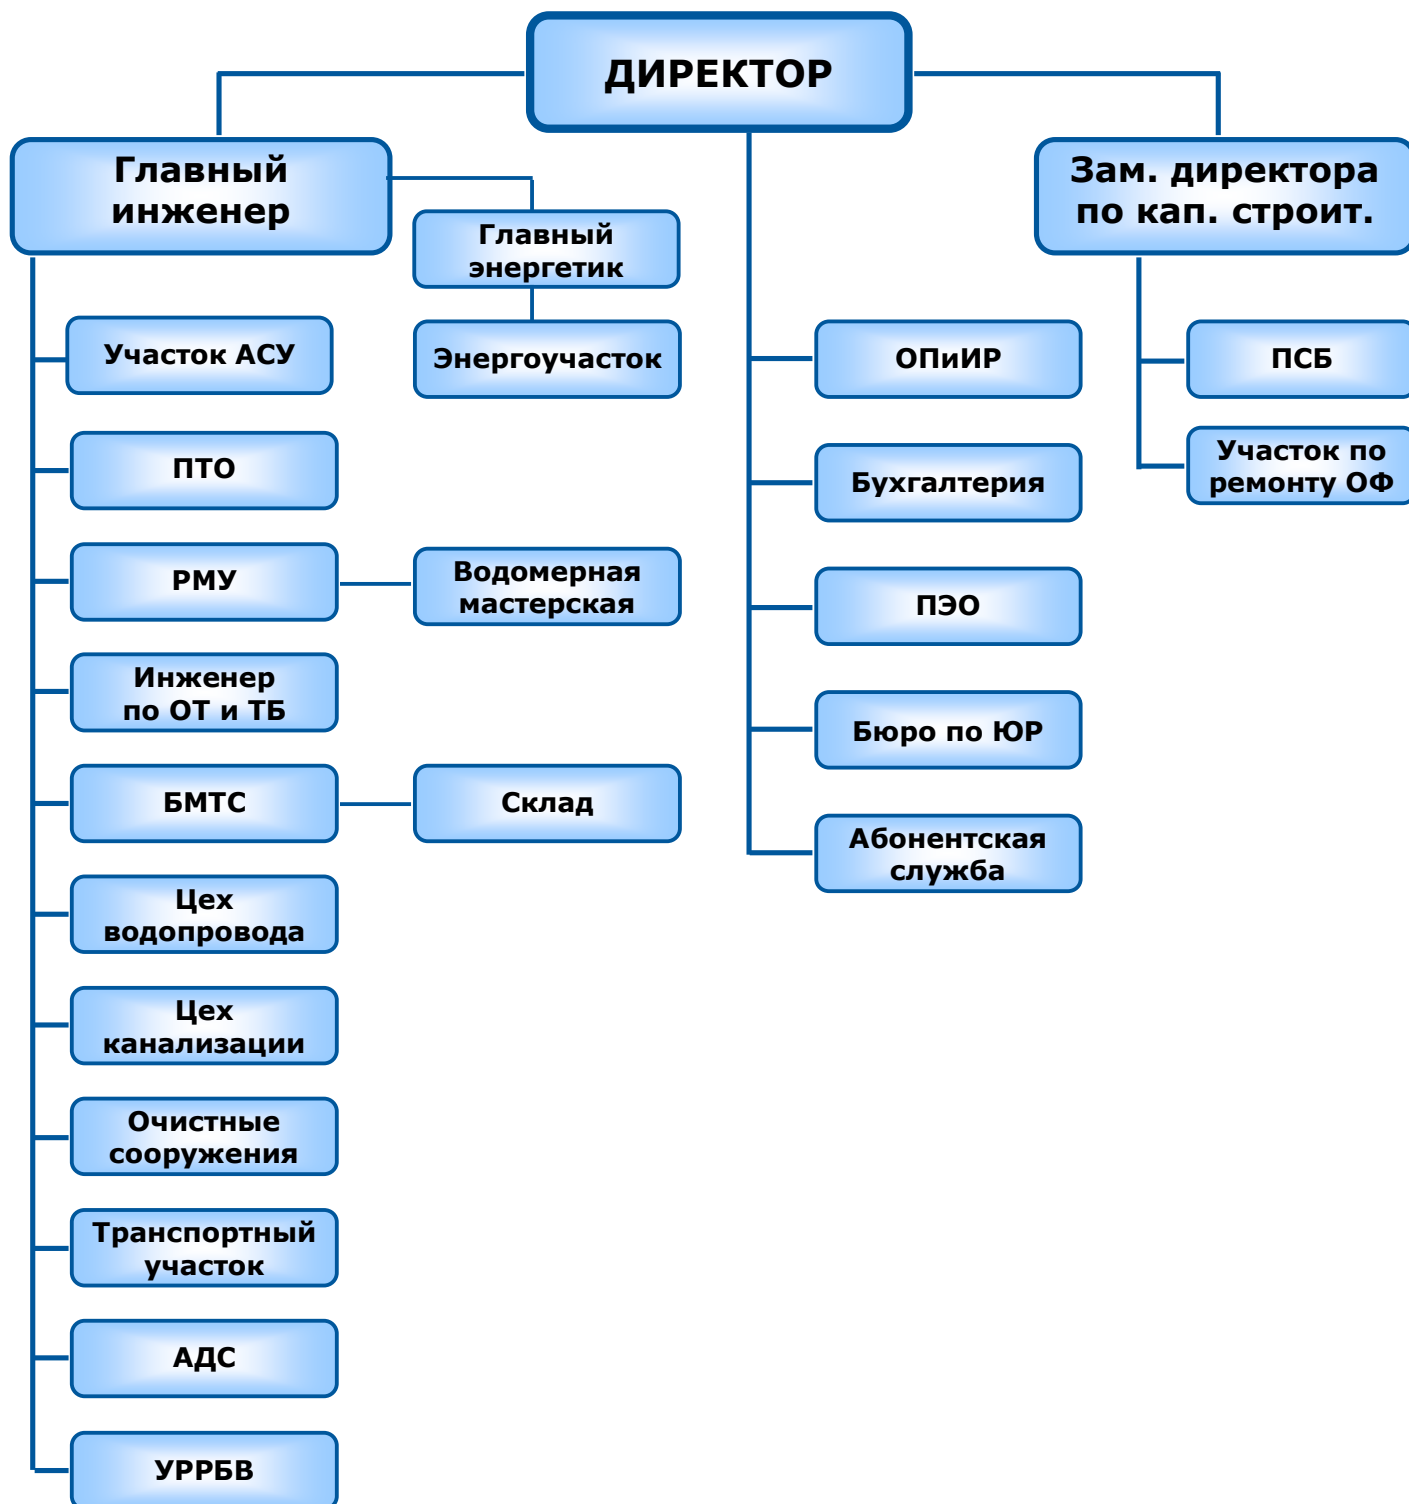 ДИРЕКТОР
Главный
инженер
Зам. директора
по кап. строит.
Главный
энергетик
Участок АСУ
Энергоучасток
ОПиИР
ПСБ
ПТО
Бухгалтерия
Участок по
ремонту ОФ
РМУ
Водомерная
мастерская
ПЭО
Инженер
по ОТ и ТБ
Бюро по ЮР
БМТС
Склад
Абонентская
служба
Цех
водопровода
Цех
канализации
Очистные
сооружения
Транспортный
участок
АДС
УРРБВ